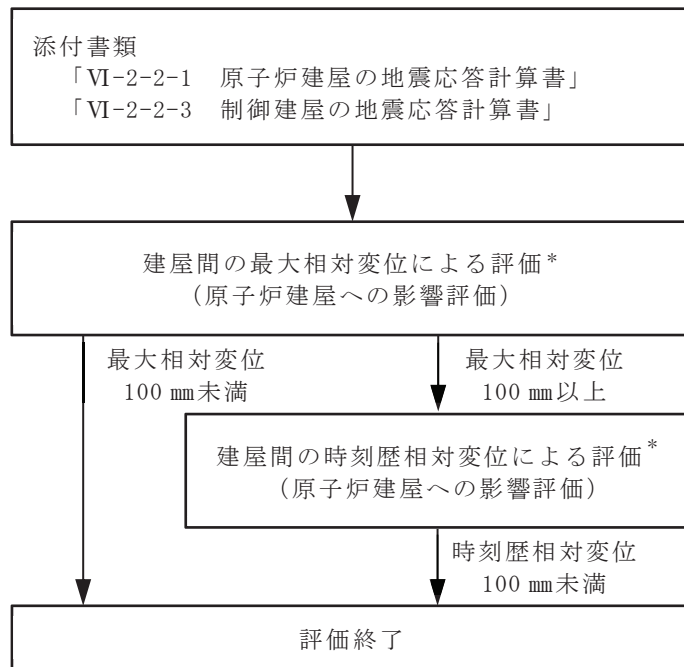 添付書類
「Ⅵ-2-2-1　原子炉建屋の地震応答計算書」
「Ⅵ-2-2-3　制御建屋の地震応答計算書」
建屋間の最大相対変位による評価*
（原子炉建屋への影響評価）
最大相対変位
100 ㎜未満
最大相対変位
100 ㎜以上
建屋間の時刻歴相対変位による評価*
（原子炉建屋への影響評価）
時刻歴相対変位
100 ㎜未満
評価終了